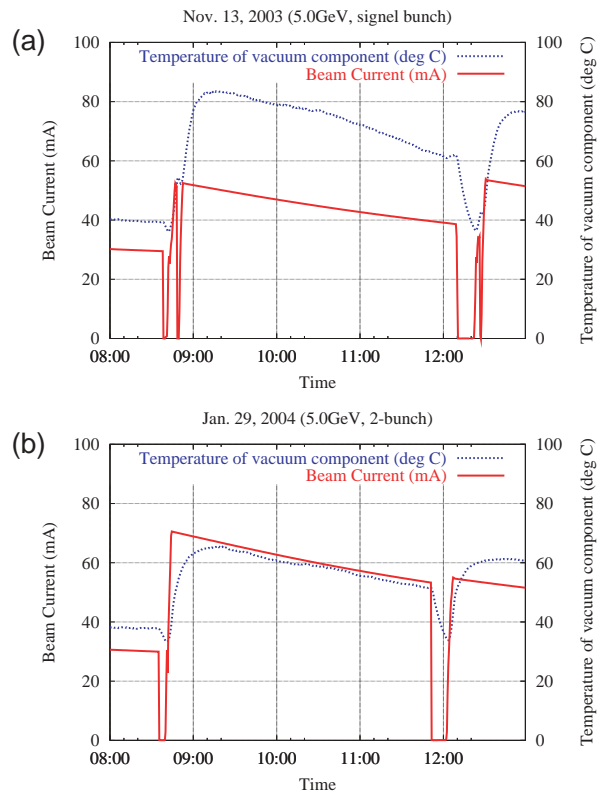 (a)
Nov. 13, 2003 (5.0GeV, signel bunch)
Temperature of vacuum component (deg C)
Beam Current (mA)
100
80
60
40
20
0
100
80
60
40
20
0
Beam Current (mA)
Temperature of vacuum component (deg C)
08:00 09:00 10:00 11:00 12:00
Time
(b)
Jan. 29, 2004 (5.0GeV, 2-bunch)
Temperature of vacuum component (deg C)
Beam Current (mA)
100
80
60
40
20
0
100
80
60
40
20
0
Beam Current (mA)
Temperature of vacuum component (deg C)
08:00 09:00 10:00 11:00 12:00
Time